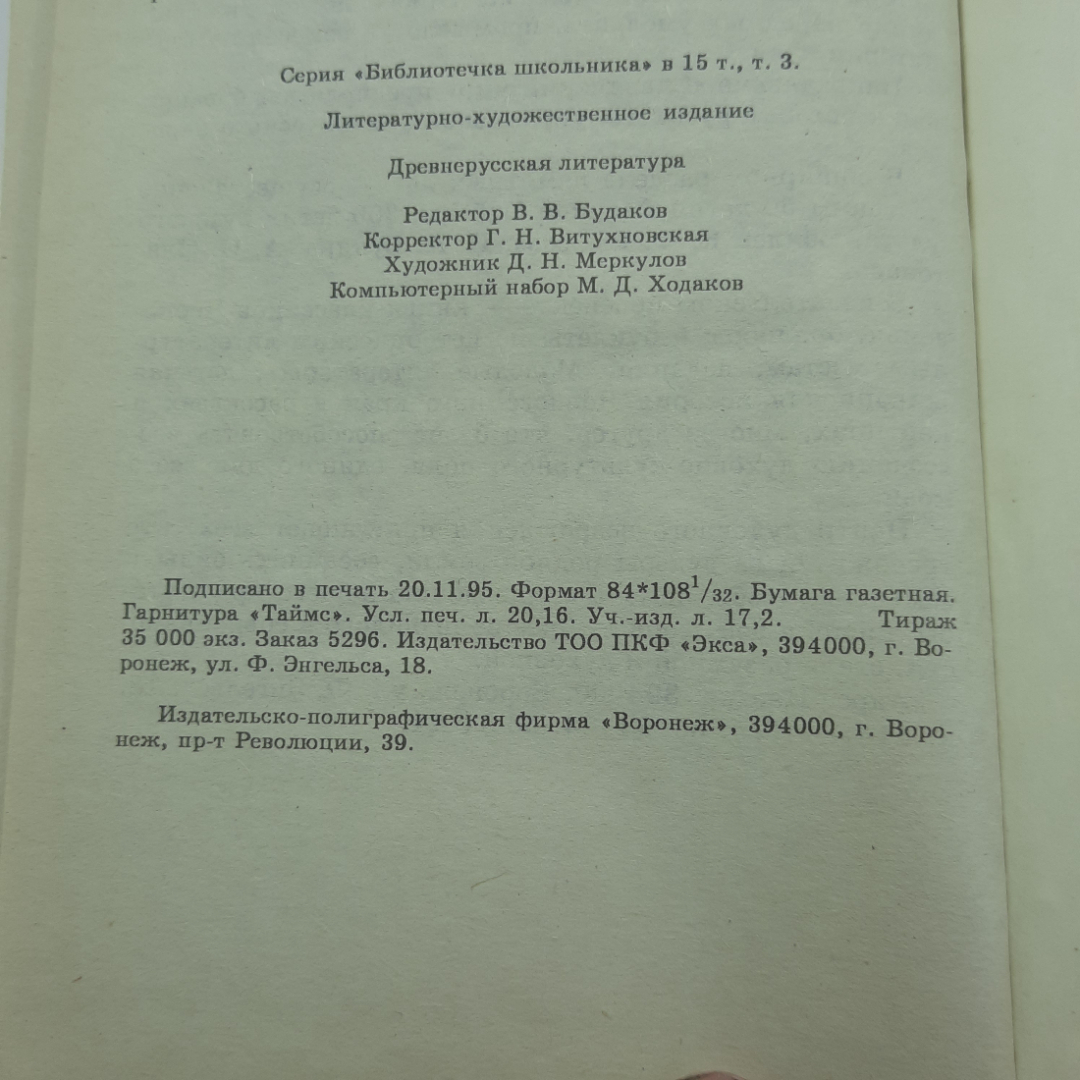 Серия «Библиотечка школьника» в 15 т., т. 3.
Литературно-художественное издание
Древнерусская литература
Редактор В. В. Будаков
Корректор Г. Н. Витухновская
Художник Д. Н. Меркулов
Компьютерный набор М. Д. Ходаков
Подписано в печать 20.11.95. Формат 84*108¹/₃₂. Бумага газетная.
Гарнитура «Таймс». Усл. печ. л. 20,16. Уч.-изд. л. 17,2. Тираж
35 000 экз. Заказ 5296. Издательство ТОО ПКФ «Экса», 394000, г. Во-
ронеж, ул. Ф. Энгельса, 18.
Издательско-полиграфическая фирма «Воронеж», 394000, г. Воро-
неж, пр-т Революции, 39.